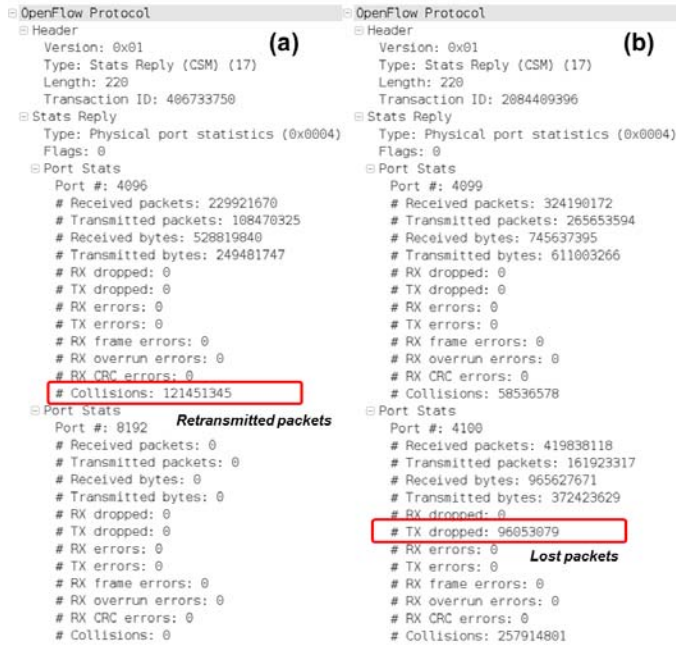 OpenFlow Protocol
Header
(a)
Version: 0x01
Type: Stats Reply (CSM) (17)
Length: 220
Transaction ID: 406733750
Stats Reply
Type: Physical port statistics (0x0004)
Flags: 0
Port Stats
Port #: 4096
# Received packets: 229921670
# Transmitted packets: 108470325
# Received bytes: 528819840
# Transmitted bytes: 249481747
# RX dropped: 0
# TX dropped: 0
# RX errors: 0
# TX errors: 0
# RX frame errors: 0
# RX overrun errors: 0
# RX CRC errors: 0
# Collisions: 121451345
Port Stats
Retransmitted packets
Port #: 8192
# Received packets: 0
# Transmitted packets: 0
# Received bytes: 0
# Transmitted bytes: 0
# RX dropped: 0
# TX dropped: 0
# RX errors: 0
# TX errors: 0
# RX frame errors: 0
# RX overrun errors: 0
# RX CRC errors: 0
# Collisions: 0
OpenFlow Protocol
Header
(b)
Version: 0x01
Type: Stats Reply (CSM) (17)
Length: 220
Transaction ID: 2084409396
Stats Reply
Type: Physical port statistics (0x0004)
Flags: 0
Port Stats
Port #: 4099
# Received packets: 324190172
# Transmitted packets: 265653594
# Received bytes: 745637395
# Transmitted bytes: 611003266
# RX dropped: 0
# TX dropped: 0
# RX errors: 0
# TX errors: 0
# RX frame errors: 0
# RX overrun errors: 0
# RX CRC errors: 0
# Collisions: 58536578
Port Stats
Port #: 4100
# Received packets: 419838118
# Transmitted packets: 161923317
# Received bytes: 965627671
# Transmitted bytes: 372423629
# RX dropped: 0
# TX dropped: 96053079
# RX errors: 0
Lost packets
# TX errors: 0
# RX frame errors: 0
# RX overrun errors: 0
# RX CRC errors: 0
# Collisions: 257914801